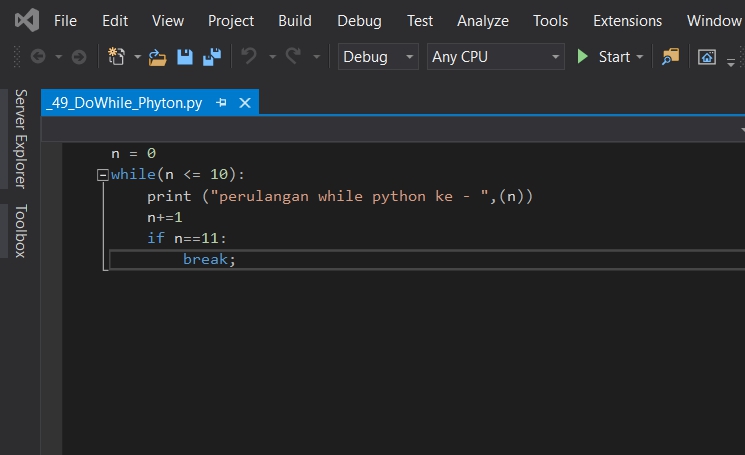 File Edit View Project Build Debug Test Analyze Tools Extensions Window
Debug Any CPU Start
_49_DoWhile_Phyton.py
Server Explorer
Toolbox
n = 0
while(n <= 10):
    print ("perulangan while python ke - ",(n))
    n+=1
    if n==11:
        break;